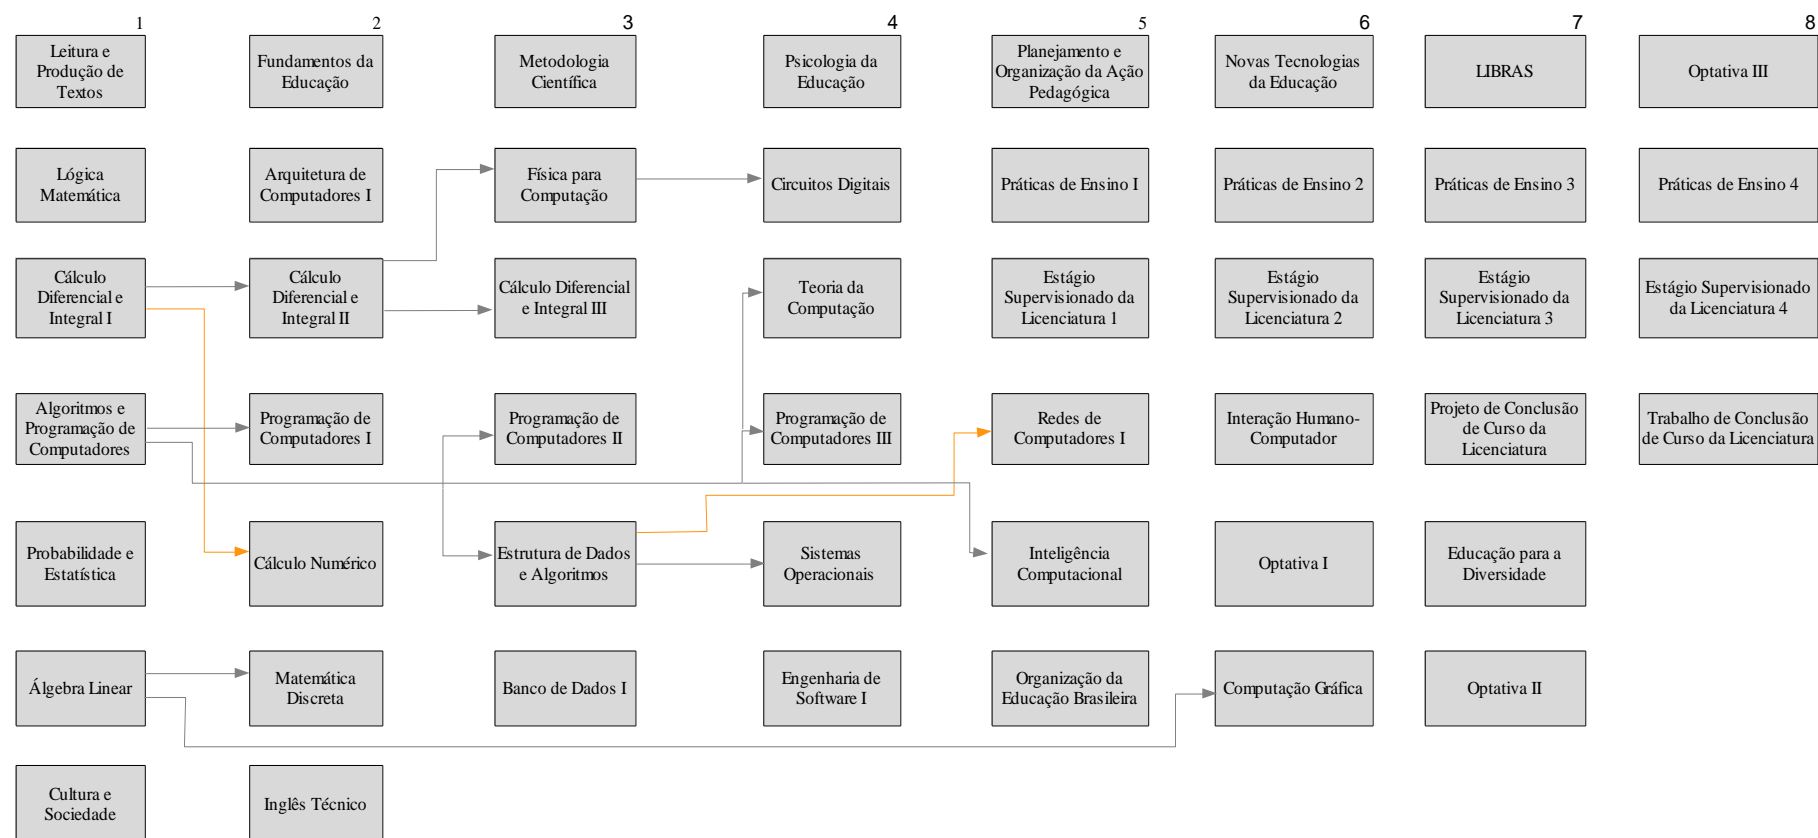 1
2
3
4
5
6
7
8
Leitura e
Produção de
Textos
Fundamentos da
Educação
Metodologia
Científica
Psicologia da
Educação
Planejamento e
Organização da Ação
Pedagógica
Novas Tecnologias
da Educação
LIBRAS
Optativa III
Lógica
Matemática
Arquitetura de
Computadores I
Física para
Computação
Circuitos Digitais
Práticas de Ensino I
Práticas de Ensino 2
Práticas de Ensino 3
Práticas de Ensino 4
Cálculo
Diferencial e
Integral I
Cálculo
Diferencial e
Integral II
Cálculo Diferencial
e Integral III
Teoria da
Computação
Estágio
Supervisionado da
Licenciatura 1
Estágio
Supervisionado da
Licenciatura 2
Estágio
Supervisionado da
Licenciatura 3
Estágio Supervisionado
da Licenciatura 4
Algoritmos e
Programação de
Computadores
Programação de
Computadores I
Programação de
Computadores II
Programação de
Computadores III
Redes de
Computadores I
Interação Humano-
Computador
Projeto de Conclusão
de Curso da
Licenciatura
Trabalho de Conclusão
de Curso da Licenciatura
Probabilidade e
Estatística
Cálculo Numérico
Estrutura de Dados
e Algoritmos
Sistemas
Operacionais
Inteligência
Computacional
Optativa I
Educação para a
Diversidade
Álgebra Linear
Matemática
Discreta
Banco de Dados I
Engenharia de
Software I
Organização da
Educação Brasileira
Computação Gráfica
Optativa II
Cultura e
Sociedade
Inglês Técnico